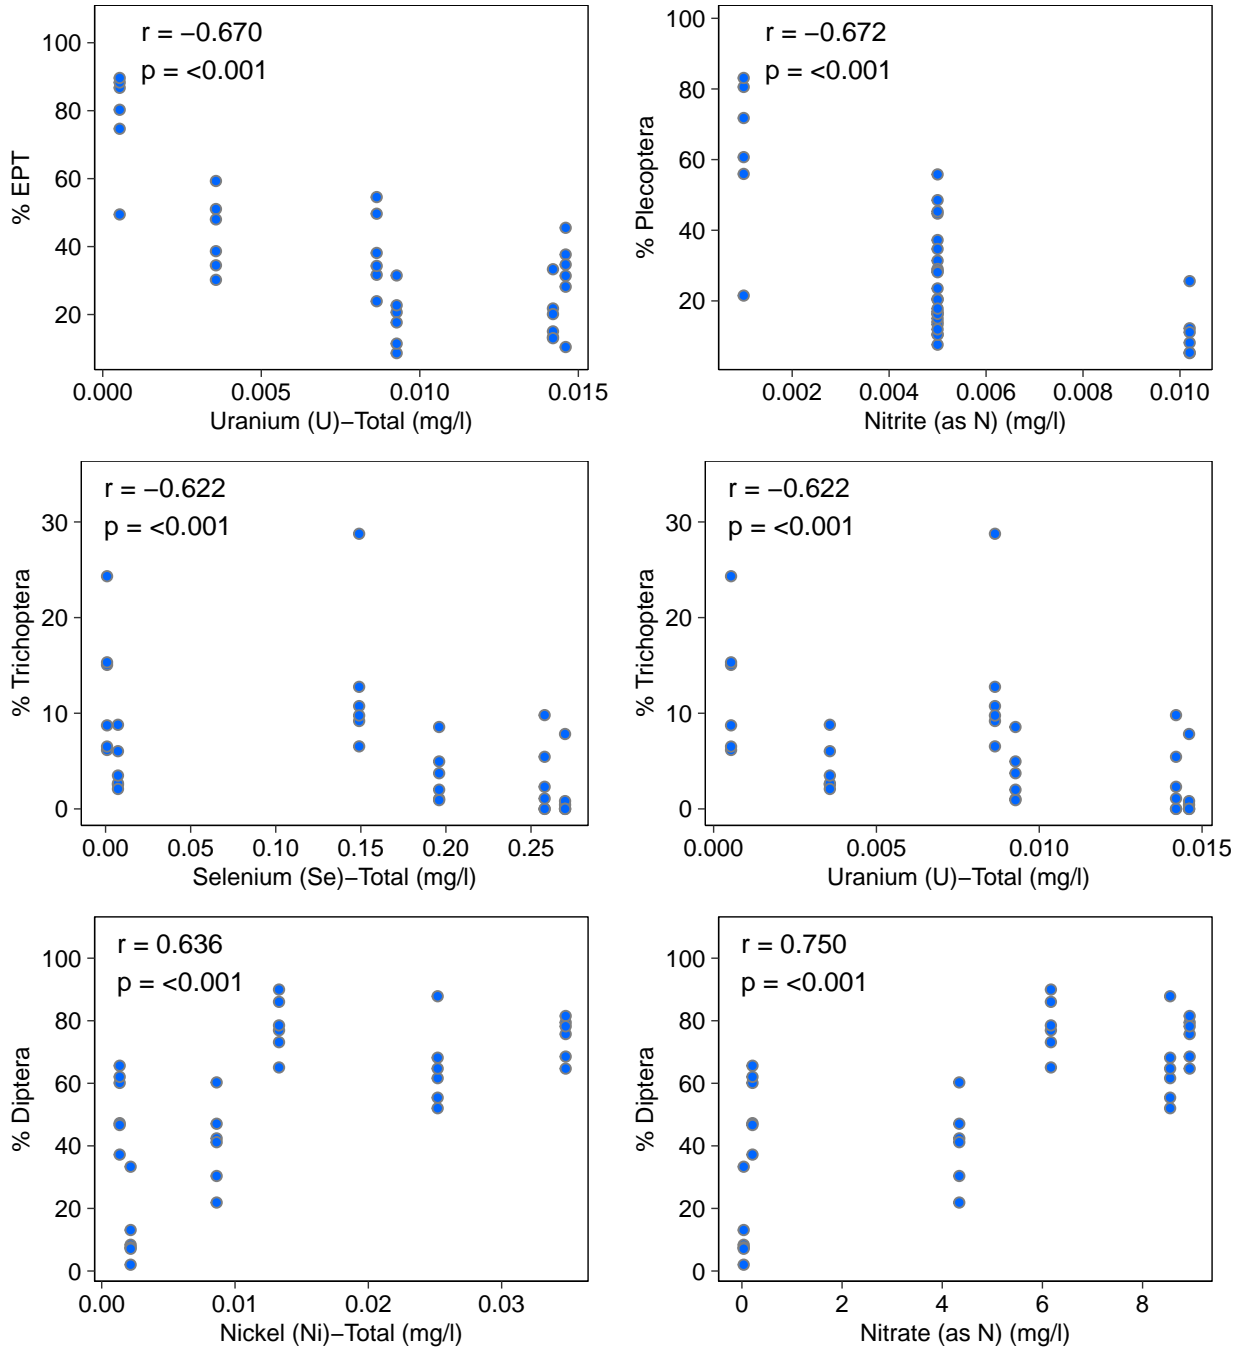 r = −0.670
p = <0.001
100
80
60
40
20
% EPT
0.000 0.005 0.010 0.015
Uranium (U)−Total (mg/l)
r = −0.672
p = <0.001
100
80
60
40
20
% Plecoptera
0.002 0.004 0.006 0.008 0.010
Nitrite (as N) (mg/l)
r = −0.622
p = <0.001
30
20
10
0
% Trichoptera
0.00 0.05 0.10 0.15 0.20 0.25
Selenium (Se)−Total (mg/l)
r = −0.622
p = <0.001
30
20
10
0
% Trichoptera
0.000 0.005 0.010 0.015
Uranium (U)−Total (mg/l)
r = 0.636
p = <0.001
100
80
60
40
20
0
% Diptera
0.00 0.01 0.02 0.03
Nickel (Ni)−Total (mg/l)
r = 0.750
p = <0.001
100
80
60
40
20
0
% Diptera
0 2 4 6 8
Nitrate (as N) (mg/l)